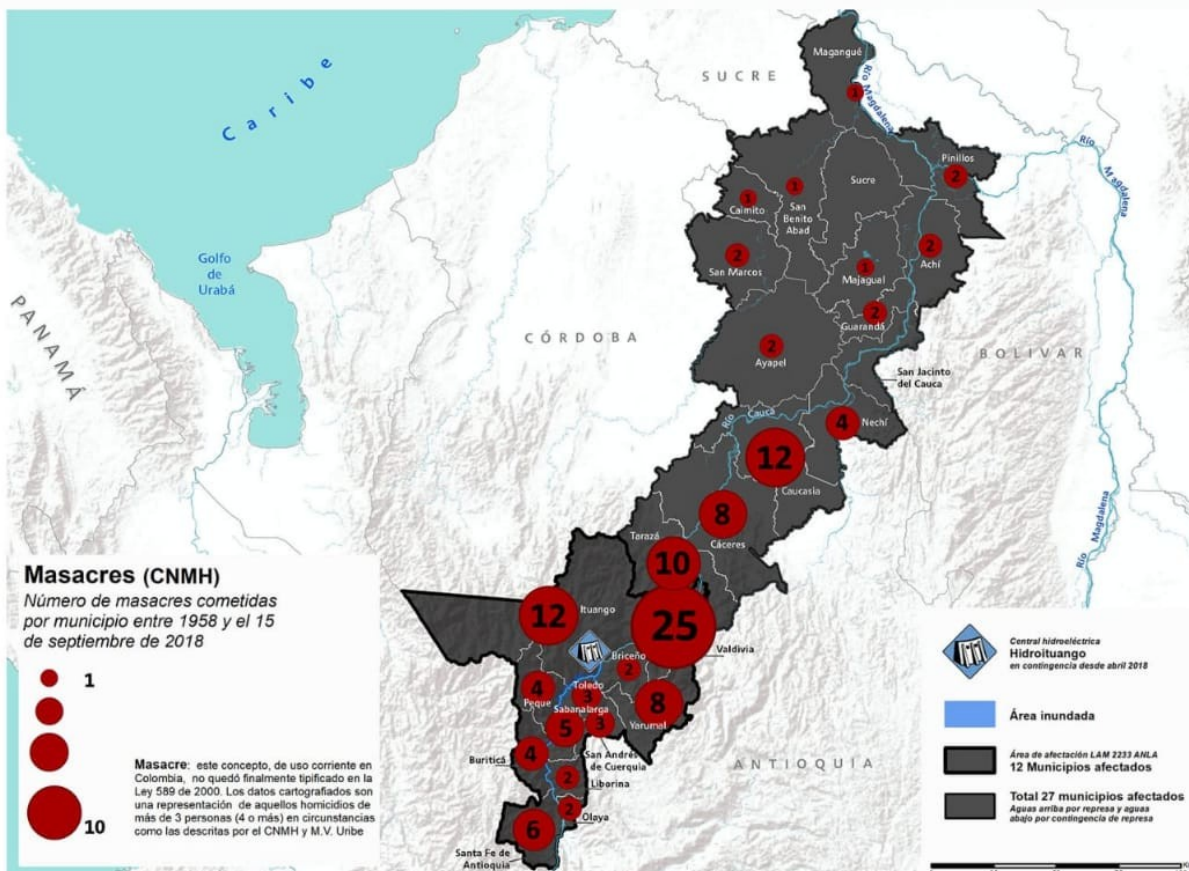 Magangué
SUCRE
Río Magdalena
1
Caribe
Pinillos
2
Río Magdalena
Sucre
1
San
Benito
Abad
1
Caimito
Golfo
de
Urabá
2
San Marcos
2
Achí
1
Majagual
2
Guarandá
PANAMÁ
CÓRDOBA
2
Ayapel
BOLIVAR
San Jacinto
del Cauca
Río Cauca
4
Nechí
12
Caucasia
8
Cáceres
Tarazá
10
Río Magdalena
12
Ituango
25
Valdivia
Briceño
2
4
Peque
Toledo
3
Sabanalarga
5
3
8
Yarumal
San Andrés
de Cuerquia
4
Buriticá
2
Liborina
ANTIOQUIA
2
Olaya
6
Santa Fe de
Antioquia
Masacres (CNMH)
Número de masacres cometidas
por municipio entre 1958 y el 15
de septiembre de 2018
1
10
Masacre: este concepto, de uso corriente en
Colombia, no quedó finalmente tipificado en la
Ley 589 de 2000. Los datos cartografiados son
una representación de aquellos homicidios de
más de 3 personas (4 o más) en circunstancias
como las descritas por el CNMH y M.V. Uribe
Central hidroeléctrica
Hidroituango
en contingencia desde abril 2018
Área inundada
Área de afectación LAM 2233 ANLA
12 Municipios afectados
Total 27 municipios afectados
Aguas arriba por represa y aguas
abajo por contingencia de represa